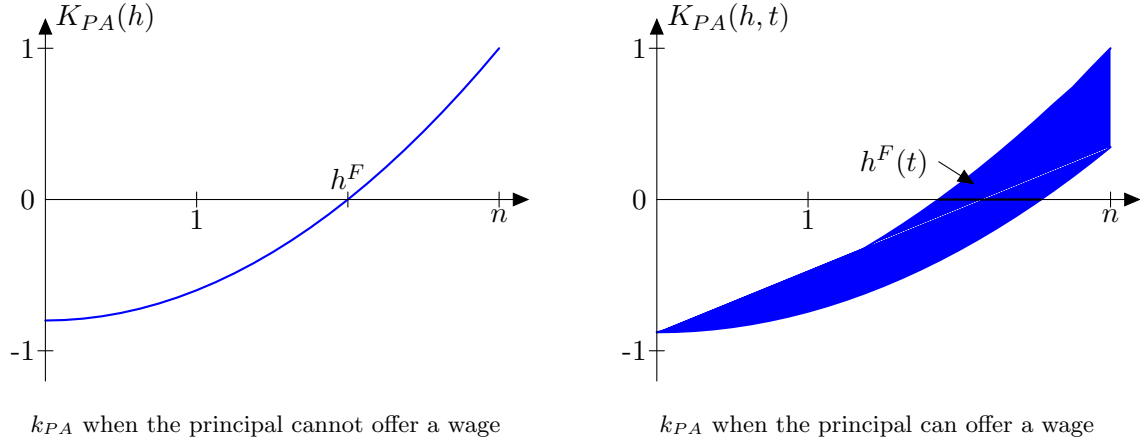 K_{PA}(h)
1
h^F
0
1
n
-1
k_{PA} when the principal cannot offer a wage
K_{PA}(h, t)
1
h^F(t)
0
1
n
-1
k_{PA} when the principal can offer a wage